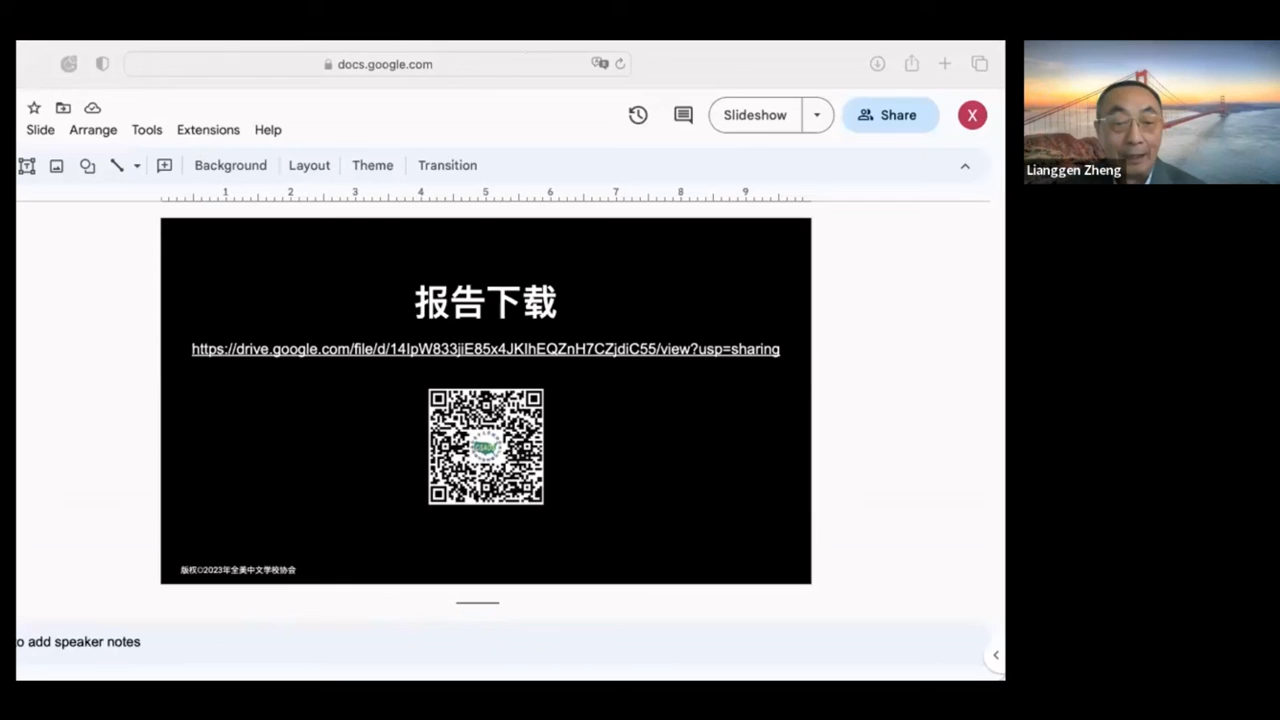 docs.google.com
Slideshow
Share
X
Slide Arrange Tools Extensions Help
Background Layout Theme Transition
1 2 3 4 5 6 7 8 9
报告下载
https://drive.google.com/file/d/14IpW833jiE85x4JKIhEQZnH7CZjdiC55/view?usp=sharing
版权©2023年全美中文学校协会
to add speaker notes
Lianggen Zheng